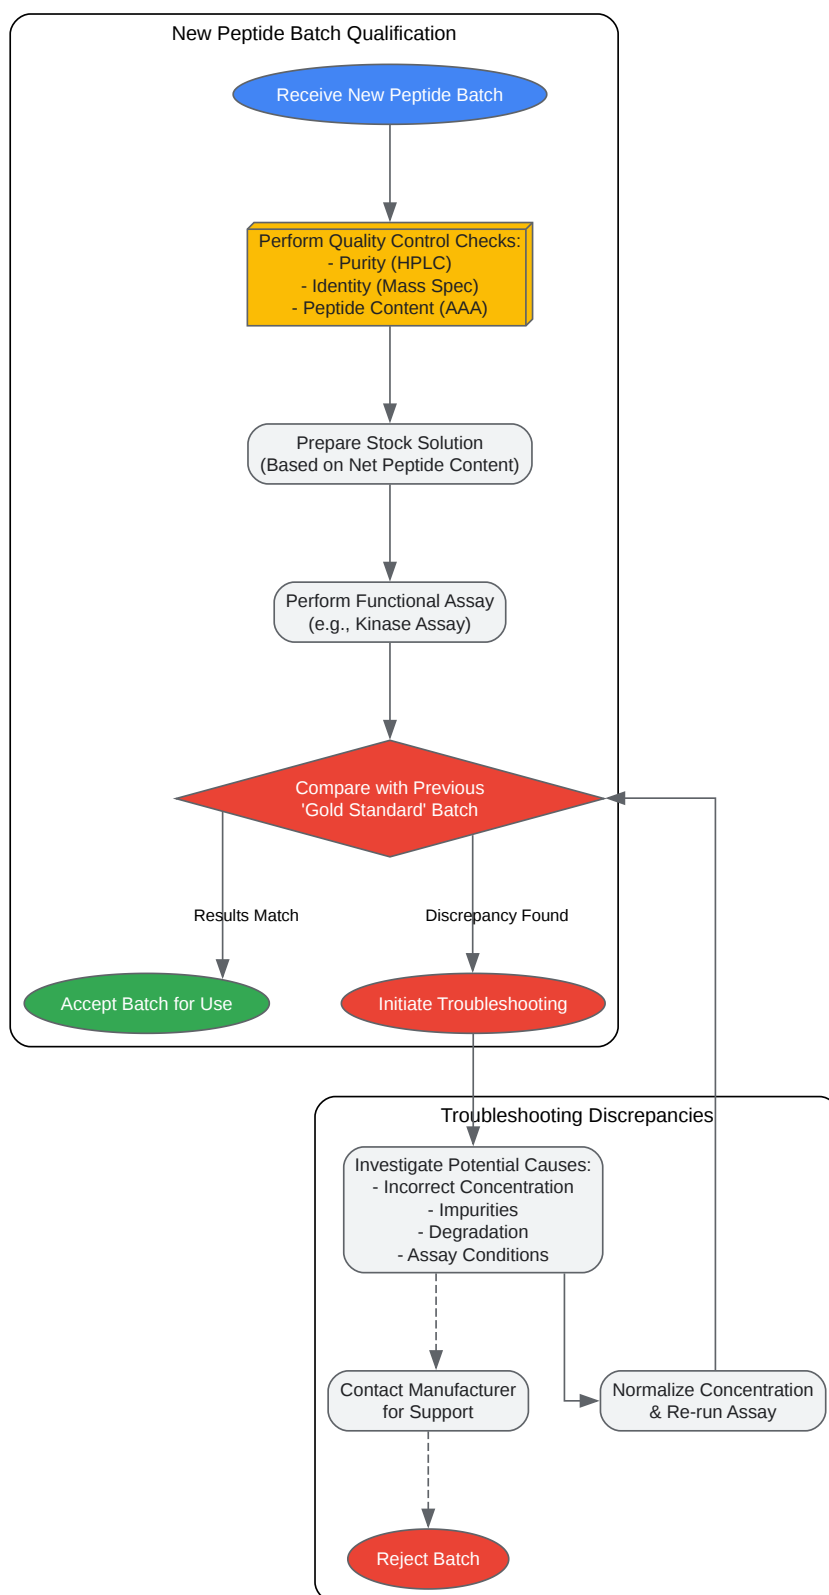 New Peptide Batch Qualification
Receive New Peptide Batch
Perform Quality Control Checks:
- Purity (HPLC)
- Identity (Mass Spec)
- Peptide Content (AAA)
Prepare Stock Solution
(Based on Net Peptide Content)
Perform Functional Assay
(e.g., Kinase Assay)
Compare with Previous
'Gold Standard' Batch
Results Match
Discrepancy Found
Accept Batch for Use
Initiate Troubleshooting
Troubleshooting Discrepancies
Investigate Potential Causes:
- Incorrect Concentration
- Impurities
- Degradation
- Assay Conditions
Contact Manufacturer
for Support
Normalize Concentration
& Re-run Assay
Reject Batch